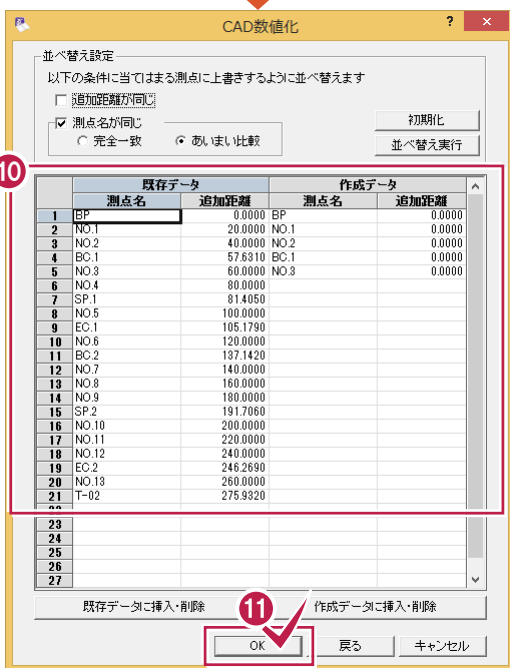 CAD数値化
? ×
並べ替え設定
以下の条件に当てはまる測点に上書きするように並べ替えます
追加距離が同じ
測点名が同じ
完全一致 あいまい比較
初期化
並べ替え実行
10
既存データ 作成データ
測点名 追加距離 測点名 追加距離
1 BP 0.0000 BP 0.0000
2 NO.1 20.0000 NO.1 0.0000
3 NO.2 40.0000 NO.2 0.0000
4 BC.1 57.6310 BC.1 0.0000
5 NO.3 60.0000 NO.3 0.0000
6 NO.4 80.0000
7 SP.1 81.4050
8 NO.5 100.0000
9 EC.1 105.1790
10 NO.6 120.0000
11 BC.2 137.1420
12 NO.7 140.0000
13 NO.8 160.0000
14 NO.9 180.0000
15 SP.2 191.7060
16 NO.10 200.0000
17 NO.11 220.0000
18 NO.12 240.0000
19 EC.2 246.2690
20 NO.13 260.0000
21 T-02 275.9320
23
24
25
26
27
既存データに挿入・削除 作成データに挿入・削除
11
OK 戻る キャンセル